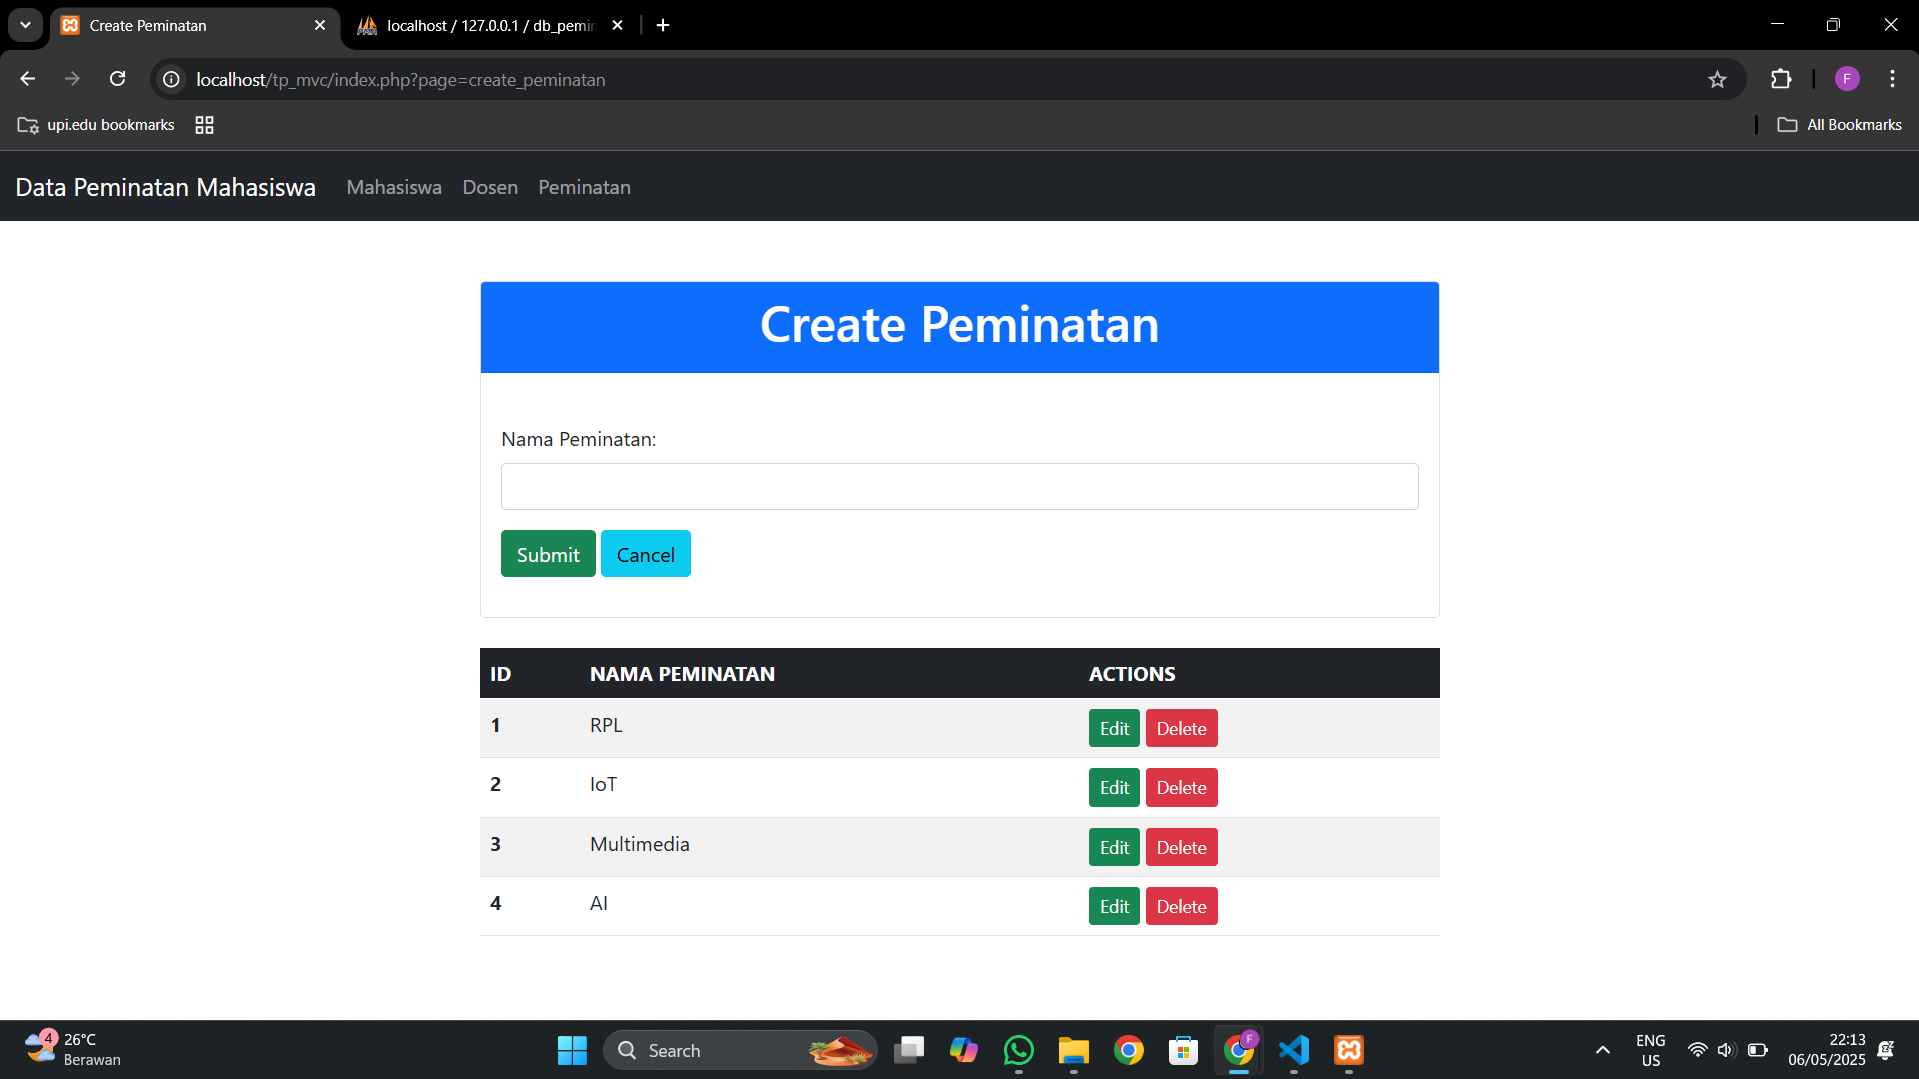 Create Peminatan
localhost / 127.0.0.1 / db_pemin
localhost/tp_mvc/index.php?page=create_peminatan
F
upi.edu bookmarks
All Bookmarks
Data Peminatan Mahasiswa Mahasiswa Dosen Peminatan
Create Peminatan
Nama Peminatan:
Submit Cancel
ID NAMA PEMINATAN ACTIONS
1 RPL Edit Delete
2 IoT Edit Delete
3 Multimedia Edit Delete
4 AI Edit Delete
4
26°C
Berawan
Search
F
ENG
US
22:13
06/05/2025